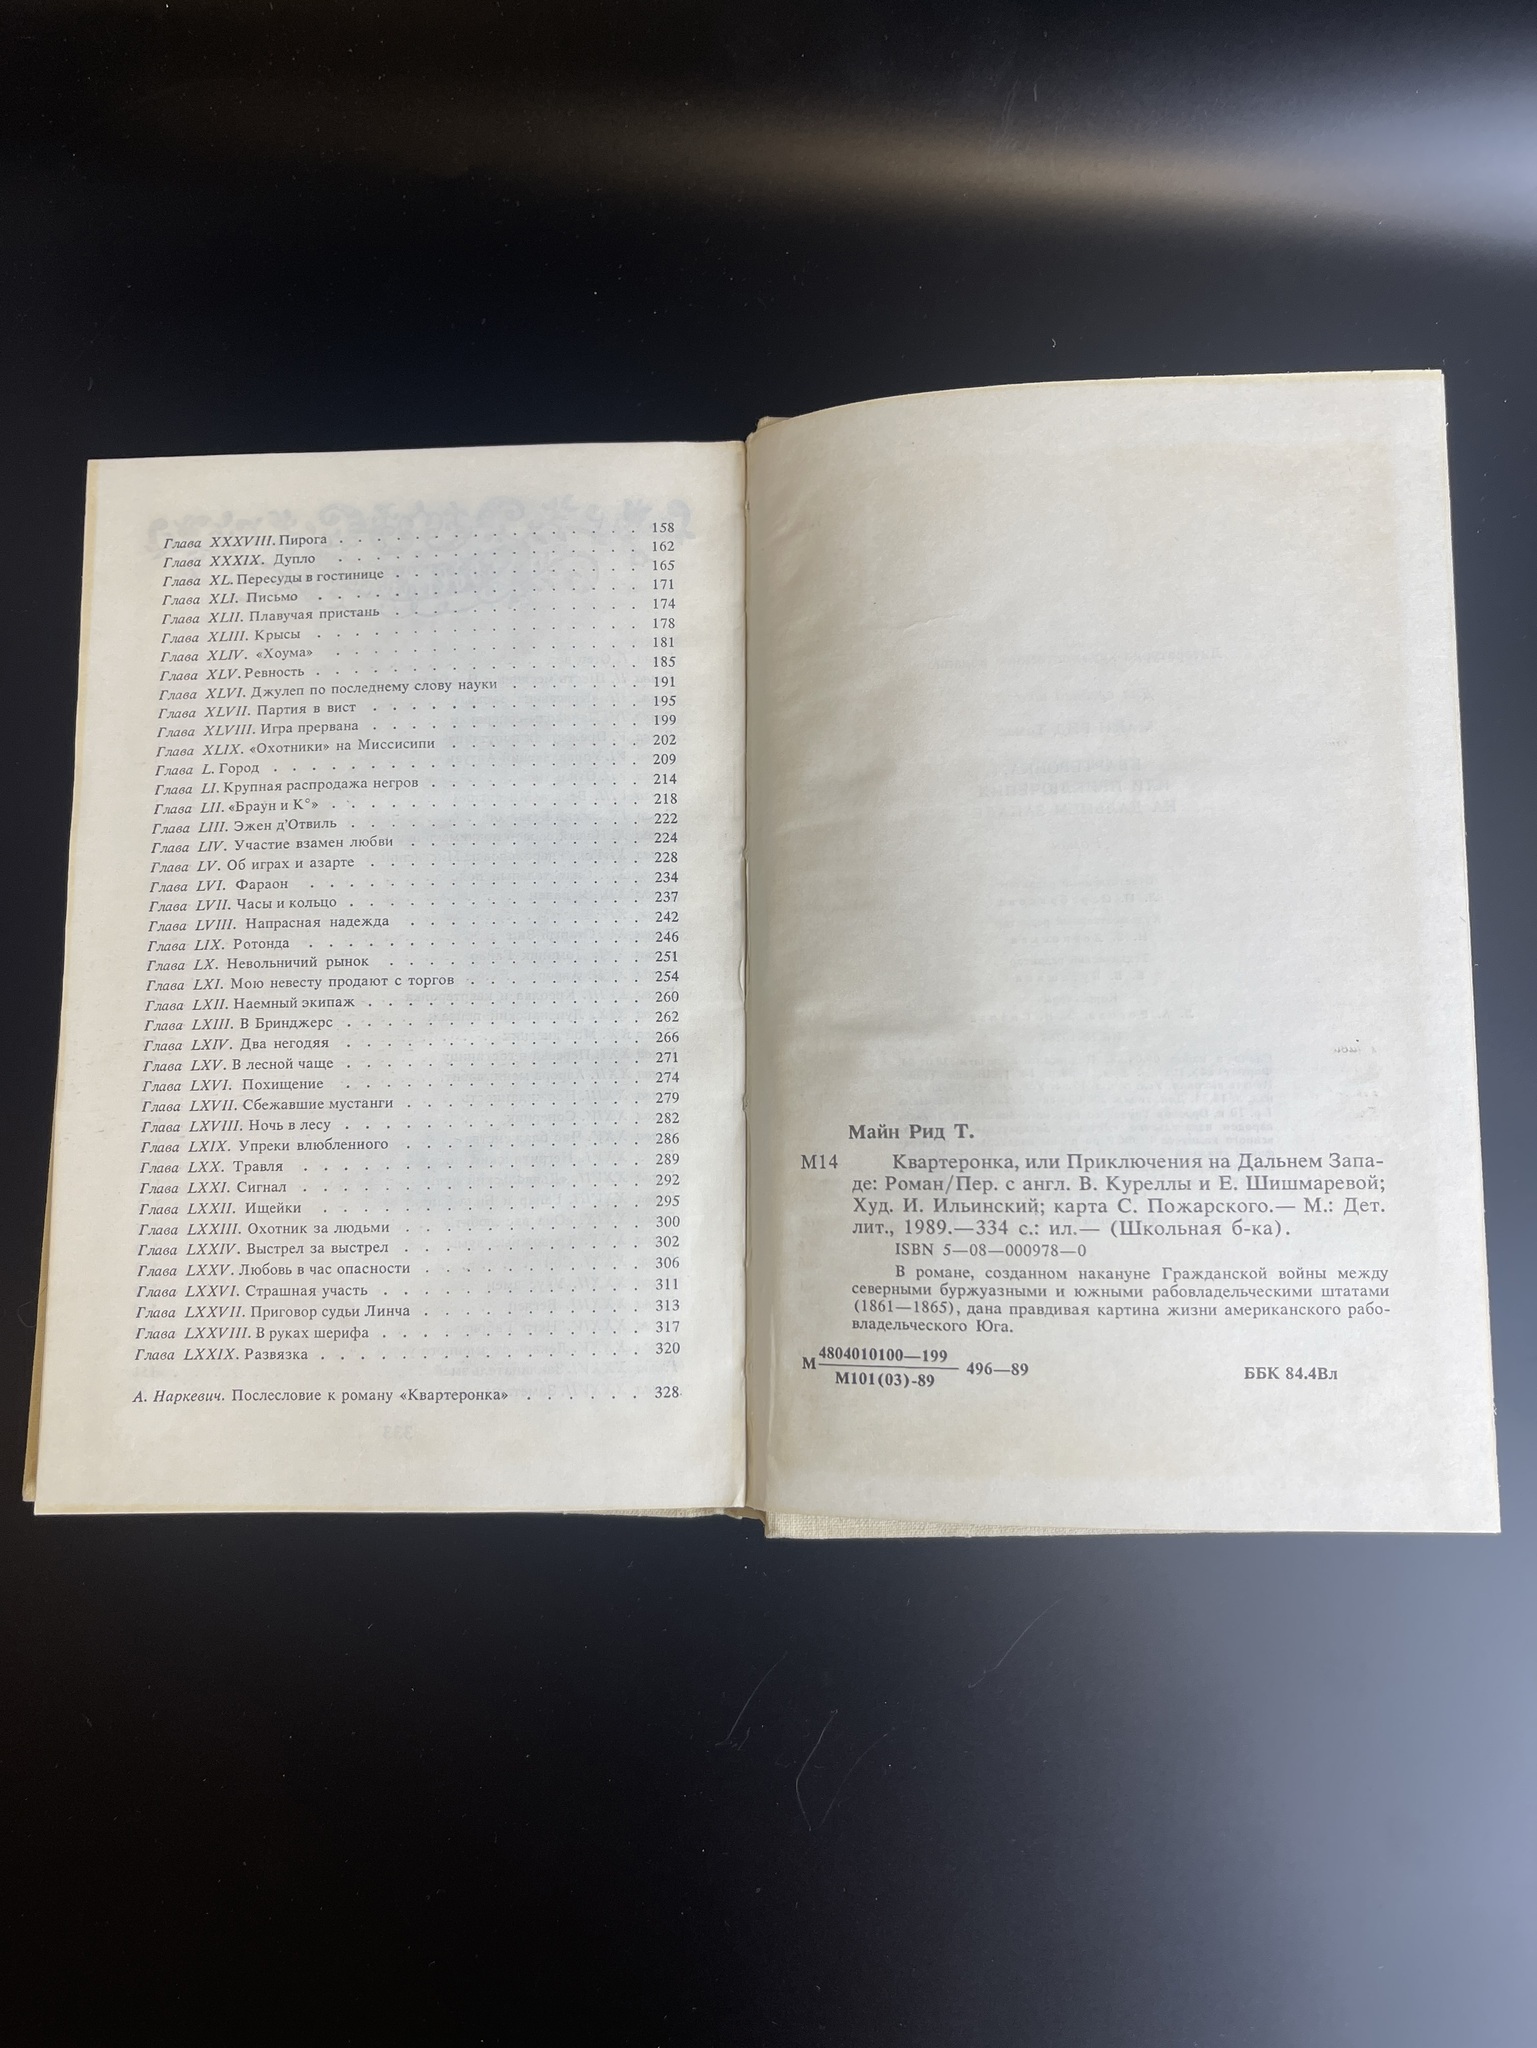 Глава XXXVIII. Пирога . . . . . . . . . . . . . . . . 158
Глава XXXIX. Дупло . . . . . . . . . . . . . . . . 162
Глава XL. Пересуды в гостинице . . . . . . . . . . . . . 165
Глава XLI. Письмо . . . . . . . . . . . . . . . . . 171
Глава XLII. Плавучая пристань . . . . . . . . . . . . . 174
Глава XLIII. Крысы . . . . . . . . . . . . . . . . . 178
Глава XLIV. «Хоума» . . . . . . . . . . . . . . . . 181
Глава XLV. Ревность . . . . . . . . . . . . . . . . . 185
Глава XLVI. Джулеп по последнему слову науки . . . . . . . 191
Глава XLVII. Партия в вист . . . . . . . . . . . . . . 195
Глава XLVIII. Игра прервана . . . . . . . . . . . . . . 199
Глава XLIX. «Охотники» на Миссисипи . . . . . . . . . . 202
Глава L. Город . . . . . . . . . . . . . . . . . . . 209
Глава LI. Крупная распродажа негров . . . . . . . . . . . 214
Глава LII. «Браун и К°» . . . . . . . . . . . . . . . . 218
Глава LIII. Эжен д'Отвиль . . . . . . . . . . . . . . . 222
Глава LIV. Участие взамен любви . . . . . . . . . . . . 224
Глава LV. Об играх и азарте . . . . . . . . . . . . . . 228
Глава LVI. Фараон . . . . . . . . . . . . . . . . . 234
Глава LVII. Часы и кольцо . . . . . . . . . . . . . . . 237
Глава LVIII. Напрасная надежда . . . . . . . . . . . . 242
Глава LIX. Ротонда . . . . . . . . . . . . . . . . . 246
Глава LX. Невольничий рынок . . . . . . . . . . . . . . 251
Глава LXI. Мою невесту продают с торгов . . . . . . . . . 254
Глава LXII. Наемный экипаж . . . . . . . . . . . . . . 260
Глава LXIII. В Бринджерс . . . . . . . . . . . . . . . 262
Глава LXIV. Два негодяя . . . . . . . . . . . . . . . 266
Глава LXV. В лесной чаще . . . . . . . . . . . . . . . 271
Глава LXVI. Похищение . . . . . . . . . . . . . . . 274
Глава LXVII. Сбежавшие мустанги . . . . . . . . . . . . 279
Глава LXVIII. Ночь в лесу . . . . . . . . . . . . . . . 282
Глава LXIX. Упреки влюбленного . . . . . . . . . . . . 286
Глава LXX. Травля . . . . . . . . . . . . . . . . . 289
Глава LXXI. Сигнал . . . . . . . . . . . . . . . . . 292
Глава LXXII. Ищейки . . . . . . . . . . . . . . . . 295
Глава LXXIII. Охотник за людьми . . . . . . . . . . . . 300
Глава LXXIV. Выстрел за выстрел . . . . . . . . . . . . 302
Глава LXXV. Любовь в час опасности . . . . . . . . . . . 306
Глава LXXVI. Страшная участь . . . . . . . . . . . . . 311
Глава LXXVII. Приговор судьи Линча . . . . . . . . . . . 313
Глава LXXVIII. В руках шерифа . . . . . . . . . . . . . 317
Глава LXXIX. Развязка . . . . . . . . . . . . . . . . 320
А. Наркевич. Послесловие к роману «Квартеронка» . . . . . . 328
Майн Рид Т.
М14 Квартеронка, или Приключения на Дальнем Запа-
де: Роман/Пер. с англ. В. Куреллы и Е. Шишмаревой;
Худ. И. Ильинский; карта С. Пожарского.— М.: Дет.
лит., 1989.—334 с.: ил.— (Школьная б-ка).
ISBN 5—08—000978—0
В романе, созданном накануне Гражданской войны между
северными буржуазными и южными рабовладельческими штатами
(1861—1865), дана правдивая картина жизни американского рабо-
владельческого Юга.
М 4804010100—199 496—89
М101(03)-89
ББК 84.4Вл